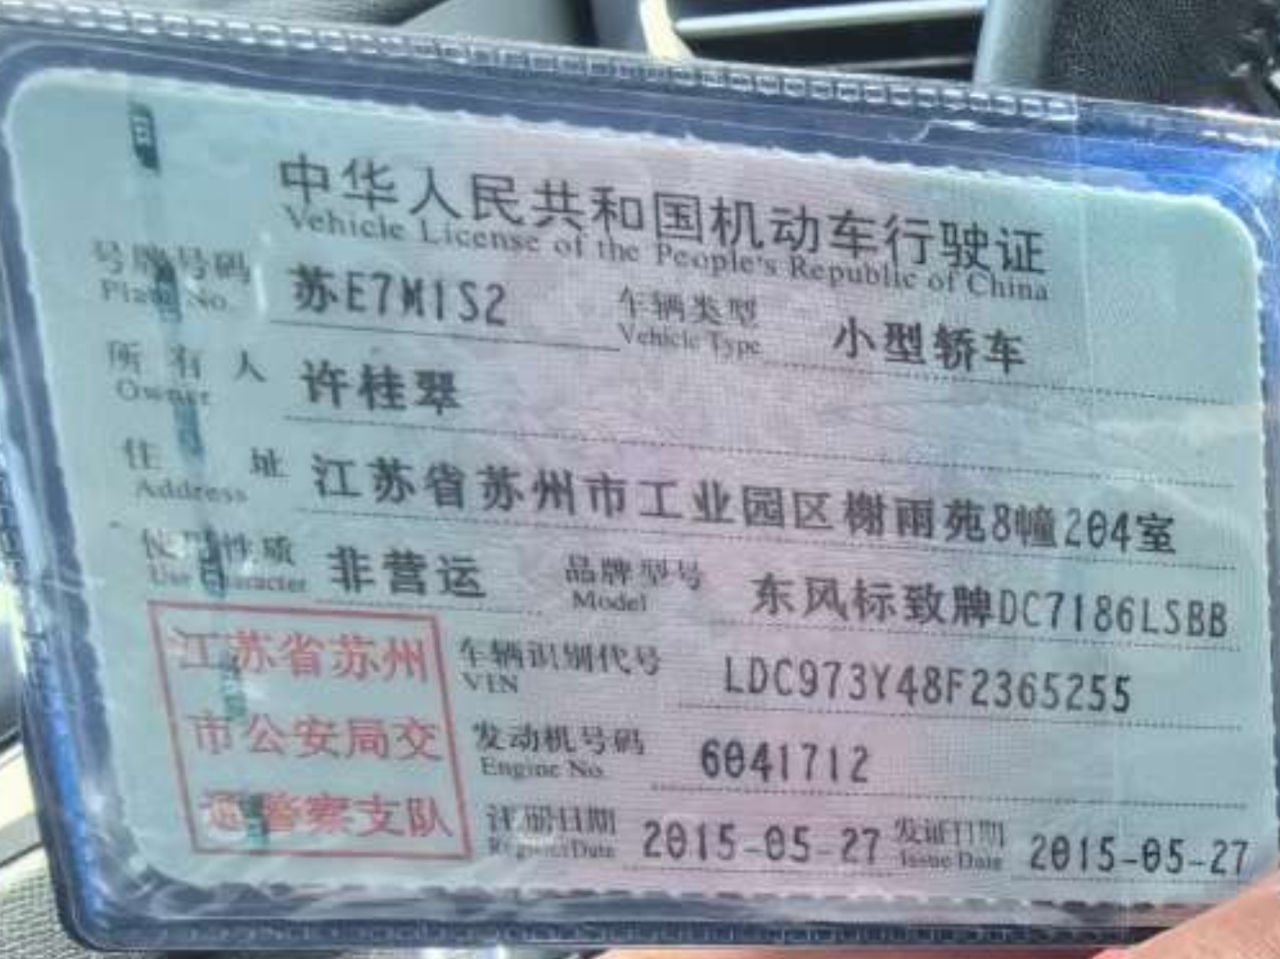 中华人民共和国机动车行驶证
Vehicle License of the People's Republic of China
号牌号码 苏E7M1S2 车辆类型 小型轿车
Plate No. Vehicle Type
所有人 许桂翠
Owner
住址 江苏省苏州市工业园区榭雨苑8幢204室
Address
使用性质 非营运 品牌型号 东风标致牌DC7186LSBB
Use Character Model
江苏省苏州
市公安局交
通警察支队
车辆识别代号 LDC973Y48F2365255
VIN
发动机号码 6041712
Engine No.
注册日期 2015-05-27 发证日期 2015-05-27
Register Date Issue Date